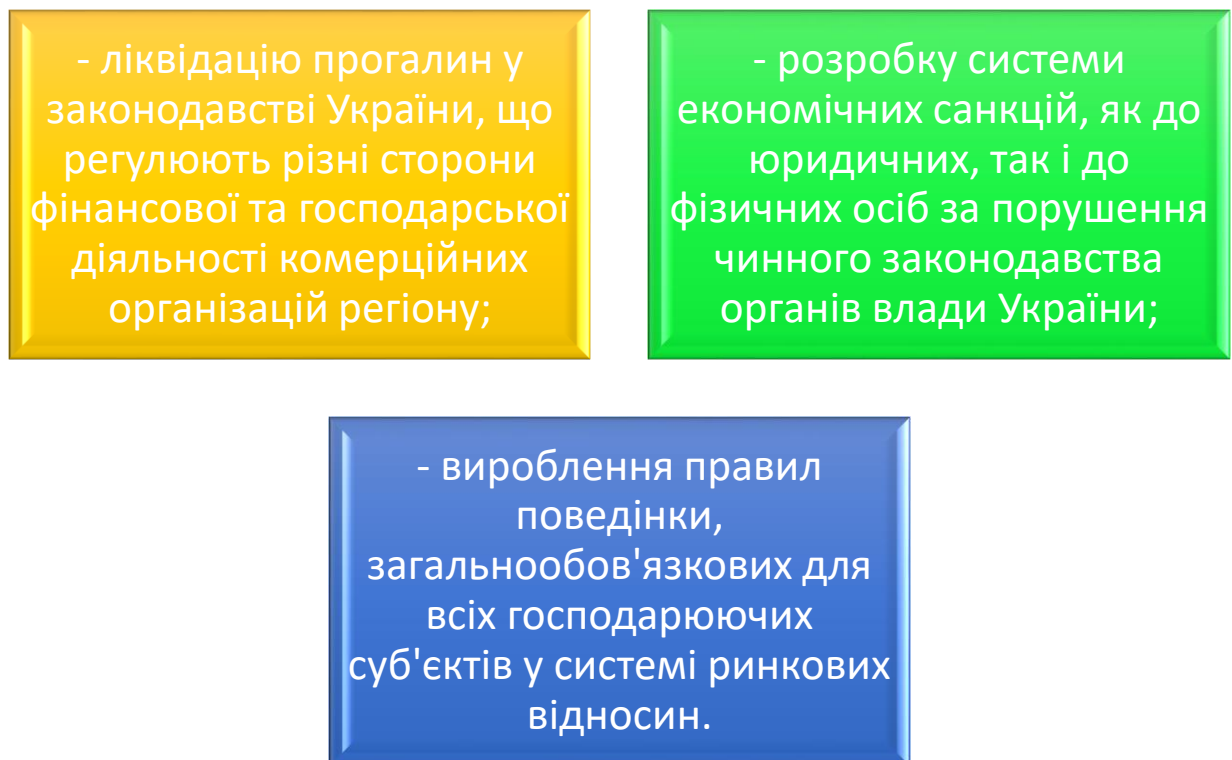 - ліквідацію прогалин у
законодавстві України, що
регулюють різні сторони
фінансової та господарської
діяльності комерційних
організацій регіону;
- розробку системи
економічних санкцій, як до
юридичних, так і до
фізичних осіб за порушення
чинного законодавства
органів влади України;
- вироблення правил
поведінки,
загальнообов'язкових для
всіх господарюючих
суб'єктів у системі ринкових
відносин.